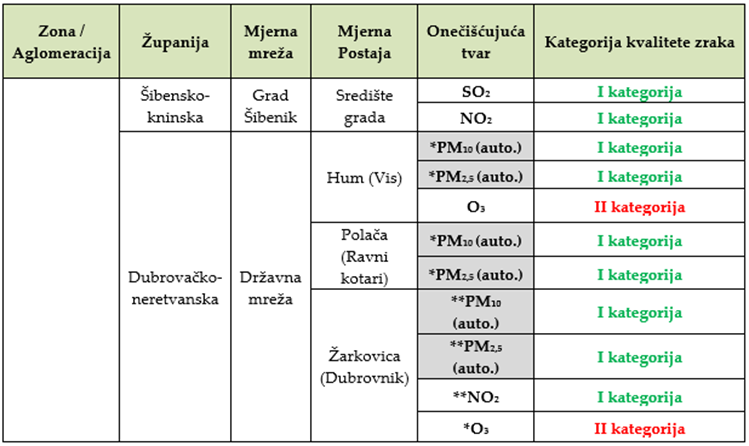 Zona /
Aglomeracija
Županija
Mjerna
mreža
Mjerna
Postaja
Onečišćujuća
tvar
Kategorija kvalitete zraka
Šibensko-
kninska
Grad
Šibenik
Središte
grada
SO₂
I kategorija
NO₂
I kategorija
Dubrovačko-
neretvanska
Državna
mreža
Hum (Vis)
*PM₁₀ (auto.)
I kategorija
*PM₂,₅ (auto.)
I kategorija
O₃
II kategorija
Polača
(Ravni
kotari)
*PM₁₀ (auto.)
I kategorija
*PM₂,₅ (auto.)
I kategorija
Žarkovica
(Dubrovnik)
**PM₁₀
(auto.)
I kategorija
**PM₂,₅
(auto.)
I kategorija
**NO₂
I kategorija
*O₃
II kategorija